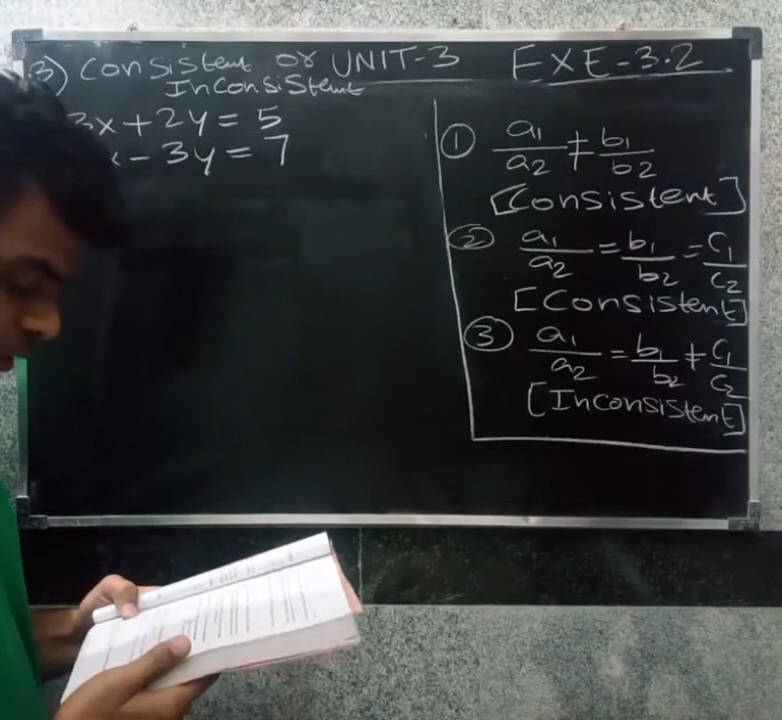 3) Consistent or UNIT-3 EXE-3.2
Inconsistent
3x+2y=5
x-3y=7
① a1/a2 ≠ b1/b2
[Consistent]
② a1/a2 = b1/b2 = c1/c2
[Consistent]
③ a1/a2 = b1/b2 ≠ c1/c2
[Inconsistent]